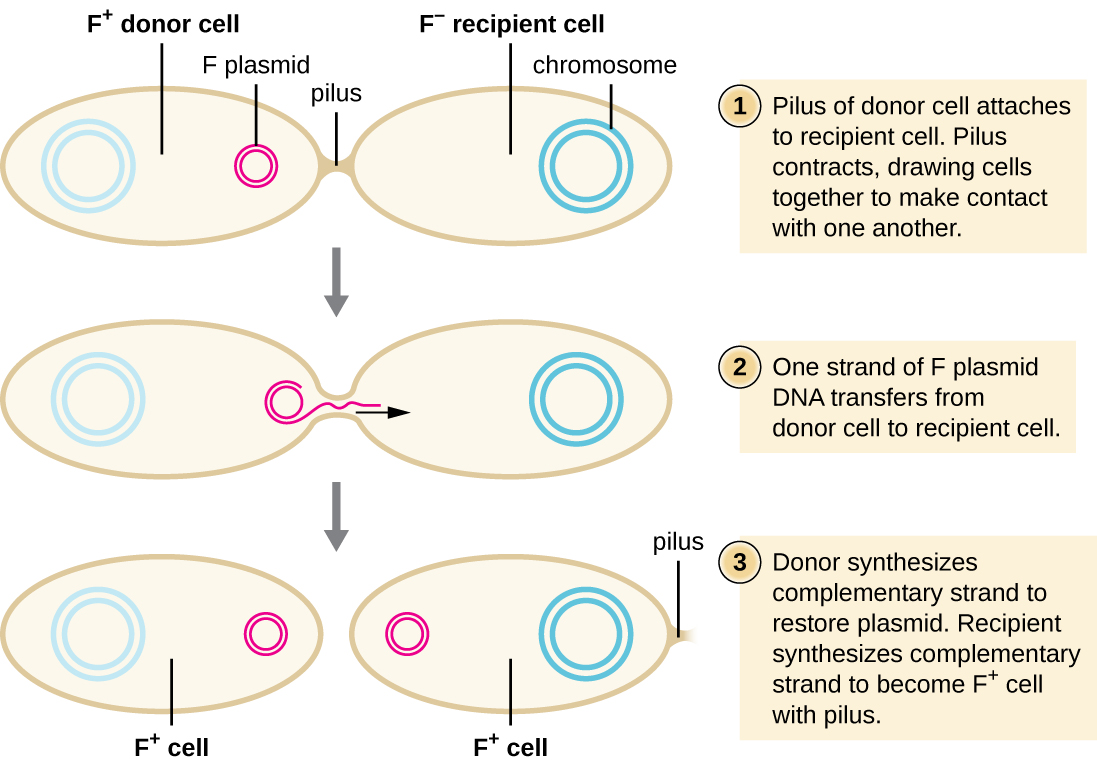 F⁺ donor cell
F⁻ recipient cell
F plasmid
pilus
chromosome
1
Pilus of donor cell attaches
to recipient cell. Pilus
contracts, drawing cells
together to make contact
with one another.
2
One strand of F plasmid
DNA transfers from
donor cell to recipient cell.
pilus
3
Donor synthesizes
complementary strand to
restore plasmid. Recipient
synthesizes complementary
strand to become F⁺ cell
with pilus.
F⁺ cell
F⁺ cell